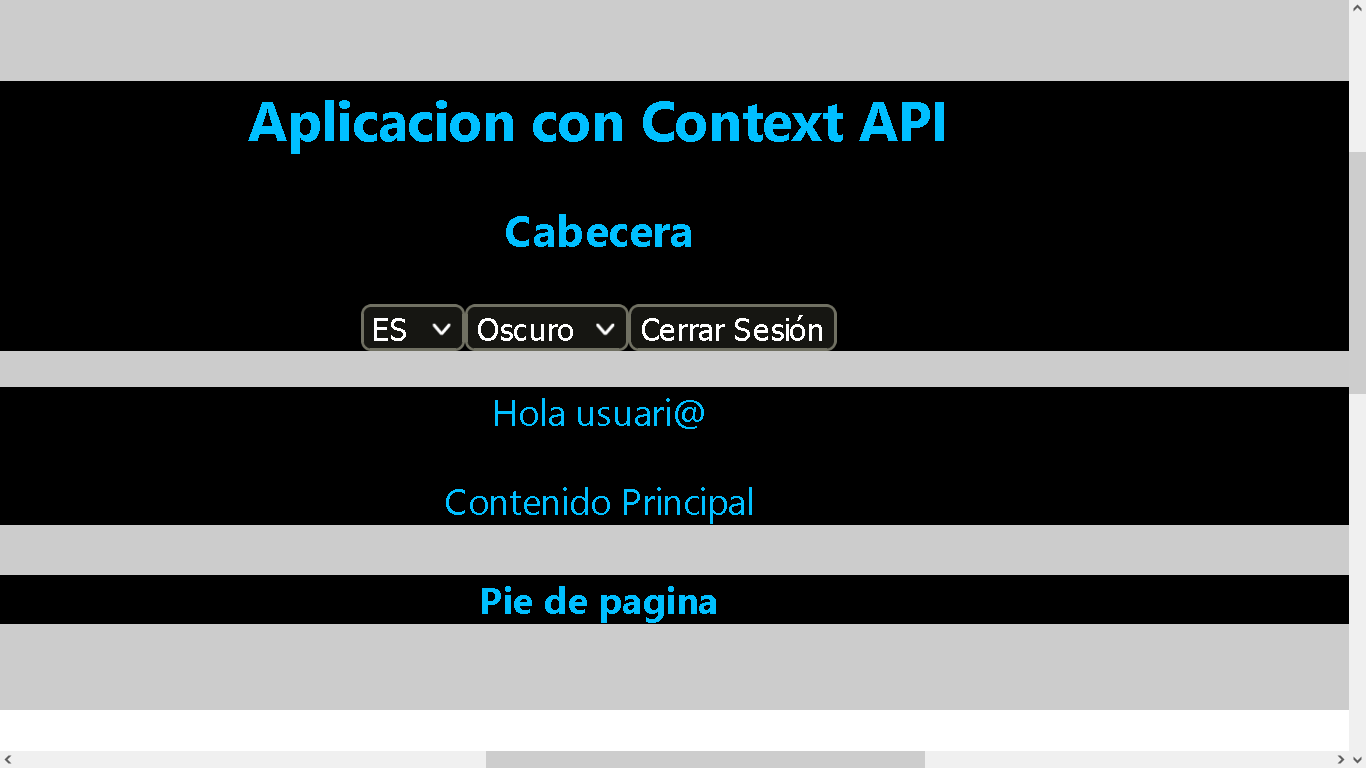 Aplicacion con Context API
Cabecera
ES Oscuro Cerrar Sesión
Hola usuari@
Contenido Principal
Pie de pagina